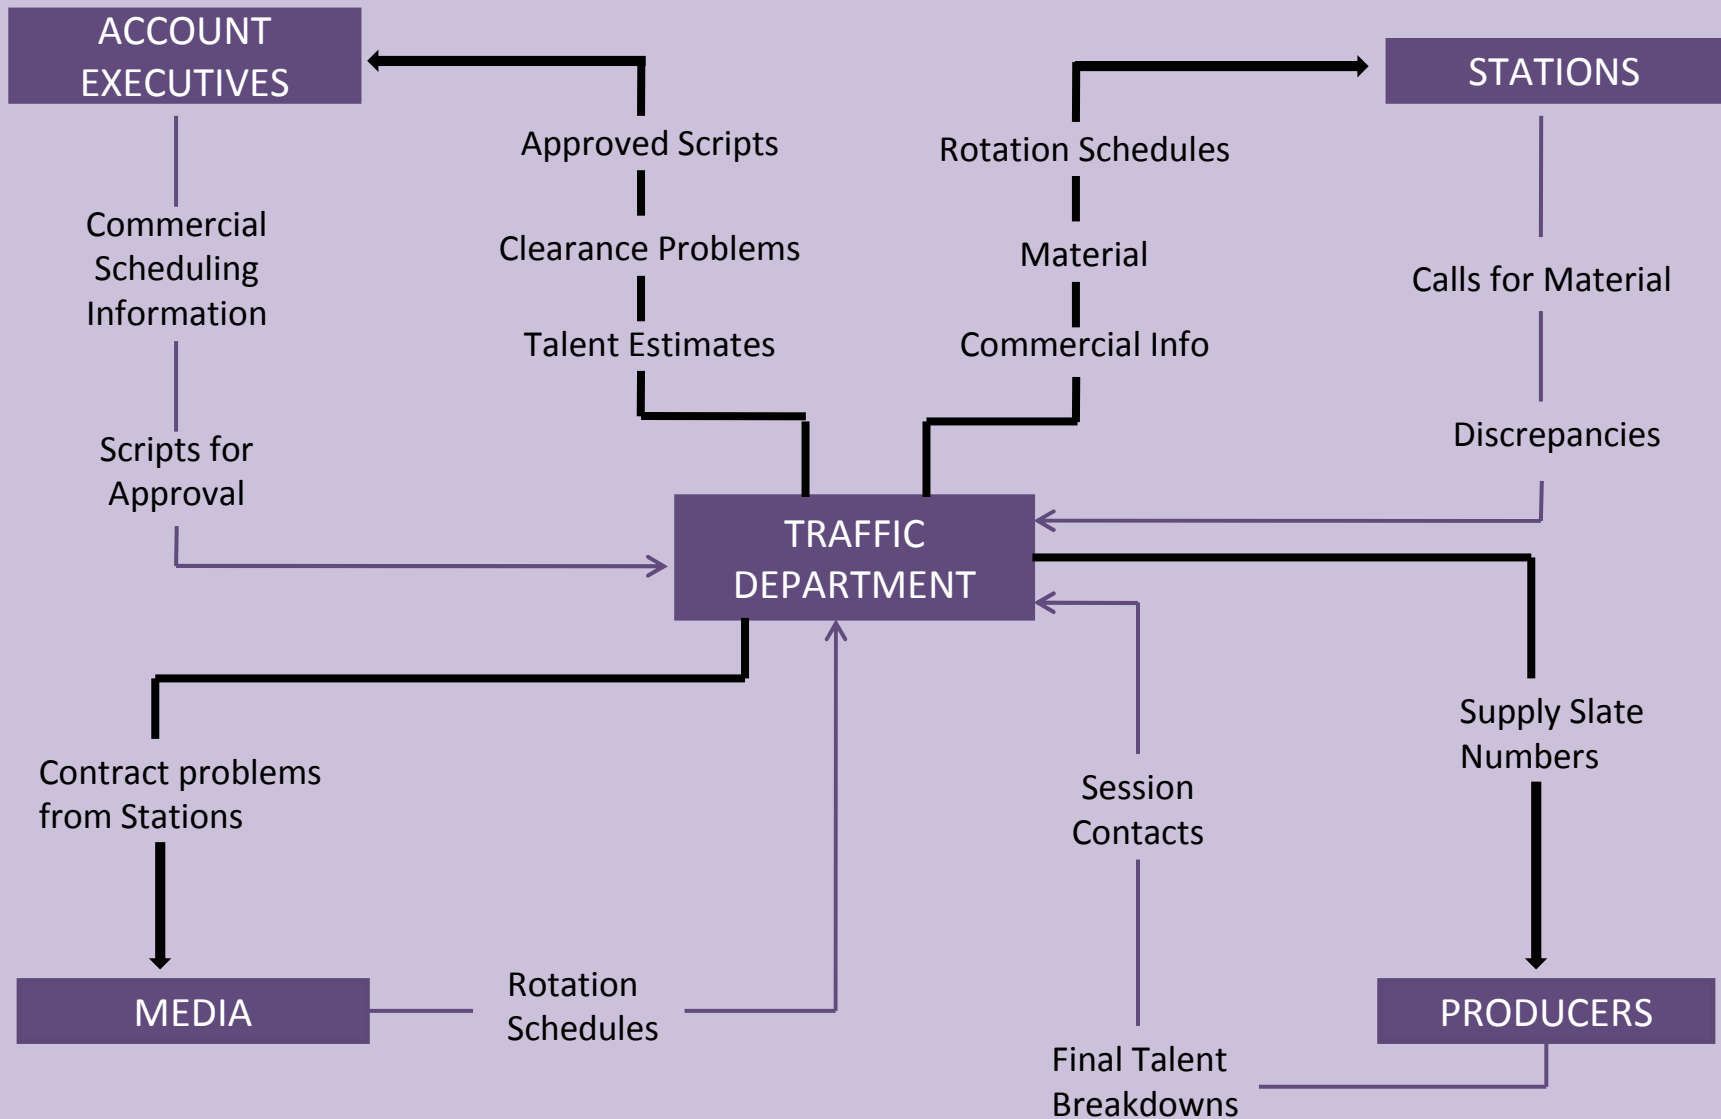 ACCOUNT
EXECUTIVES
STATIONS
Approved Scripts
Rotation Schedules
Commercial
Scheduling
Information
Clearance Problems
Material
Calls for Material
Talent Estimates
Commercial Info
Scripts for
Approval
Discrepancies
TRAFFIC
DEPARTMENT
Contract problems
from Stations
Session
Contacts
Supply Slate
Numbers
MEDIA
Rotation
Schedules
PRODUCERS
Final Talent
Breakdowns